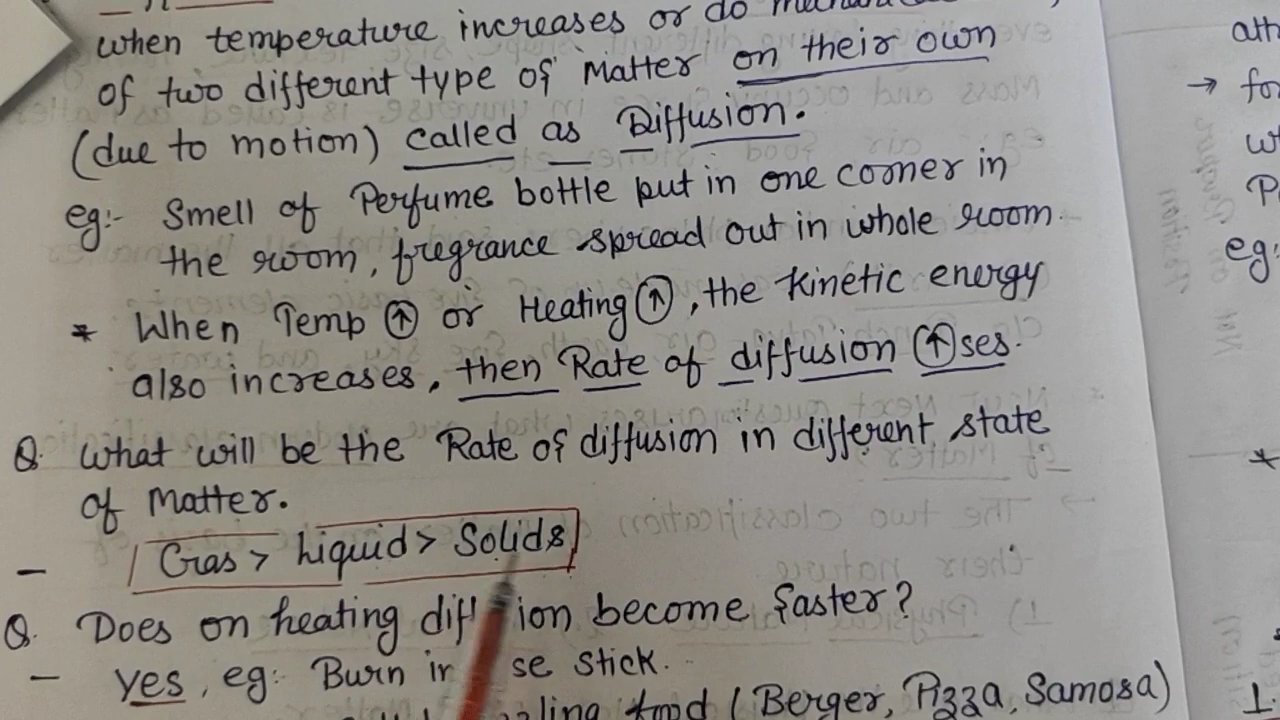 when temperature increases or do
of two different type of Matter on their own
(due to motion) called as Diffusion.
eg:- Smell of Perfume bottle put in one corner in
the room, fregrance spread out in whole room.
* When Temp ↑ or Heating ↑, the kinetic energy
also increases, then Rate of diffusion ↑ses.
Q. What will be the Rate of diffusion in different state
of Matter.
- Gas > Liquid > Solids
Q. Does on heating diff ion become faster?
- yes, eg: Burn in se stick.
ling food (Berger, Pizza, Samosa)
→ fo
eg:
*